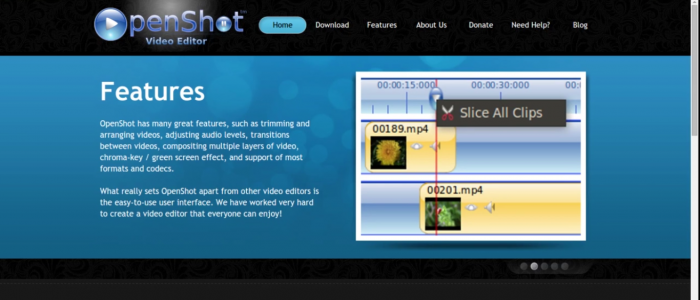 OpenShot
Video Editor
Home
Download
Features
About Us
Donate
Need Help?
Blog
Features
OpenShot has many great features, such as trimming and
arranging videos, adjusting audio levels, transitions
between videos, compositing multiple layers of video,
chroma-key / green screen effect, and support of most
formats and codecs.
What really sets OpenShot apart from other video editors is
the easy-to-use user interface. We have worked very hard
to create a video editor that everyone can enjoy!
00:00:15:000
00:00:30:000
00:
Slice All Clips
00189.mp4
00201.mp4